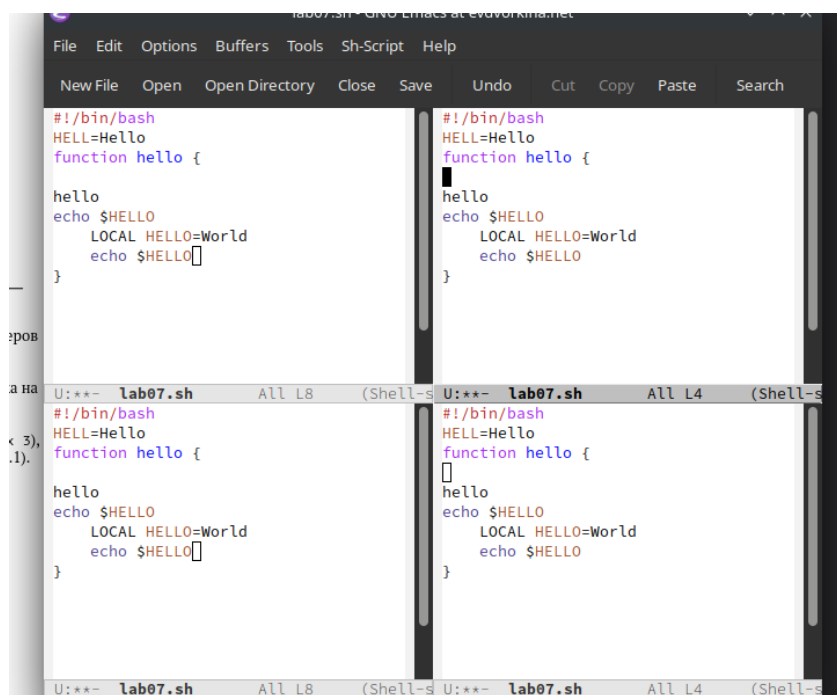 lab07.sh - GNU Emacs at evdvorkina.net
File Edit Options Buffers Tools Sh-Script Help
New File Open Open Directory Close Save Undo Cut Copy Paste Search
#!/bin/bash
HELL=Hello
function hello {
hello
echo $HELLO
LOCAL HELLO=World
echo $HELLO
}
U:**- lab07.sh All L8 (Shell-s
#!/bin/bash
HELL=Hello
function hello {
hello
echo $HELLO
LOCAL HELLO=World
echo $HELLO
}
U:**- lab07.sh All L4 (Shell-s
#!/bin/bash
HELL=Hello
function hello {
hello
echo $HELLO
LOCAL HELLO=World
echo $HELLO
}
U:**- lab07.sh All L8 (Shell-s
#!/bin/bash
HELL=Hello
function hello {
hello
echo $HELLO
LOCAL HELLO=World
echo $HELLO
}
U:**- lab07.sh All L4 (Shell-s
еров
а на
3),
.1).